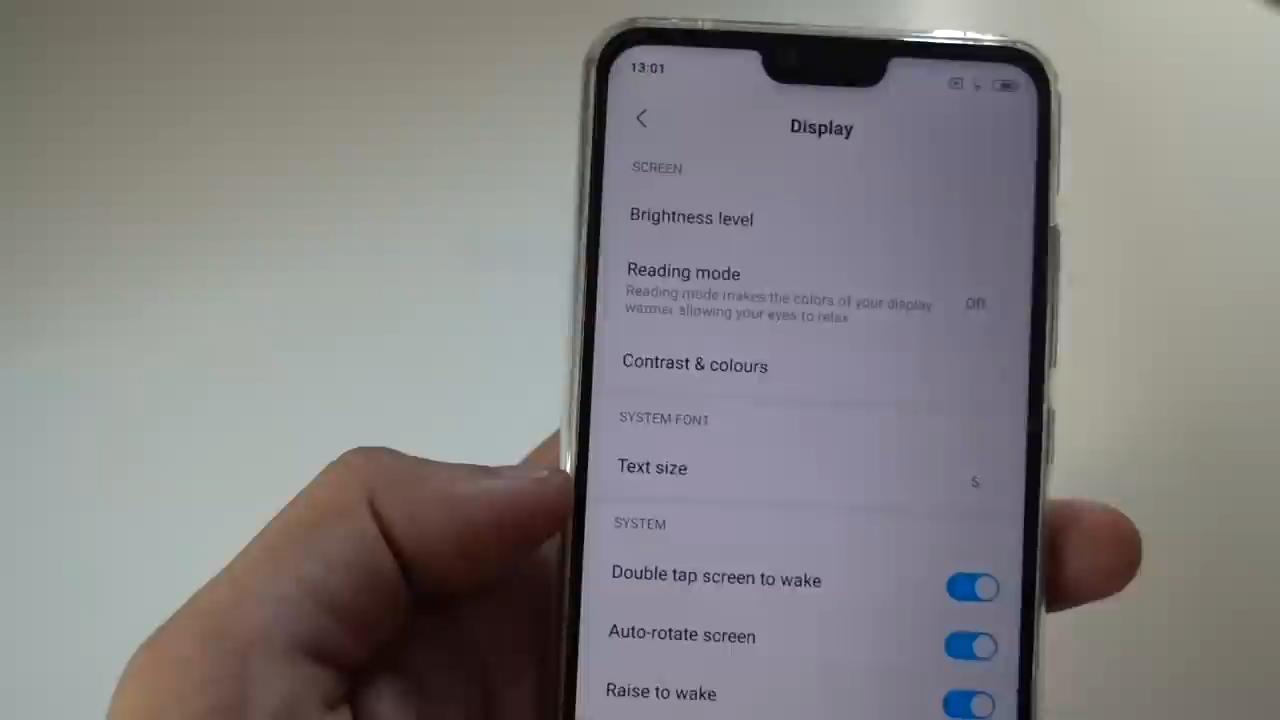 13:01
Display
SCREEN
Brightness level
Reading mode
Reading mode makes the colors of your display
warmer allowing your eyes to relax
Off
Contrast & colours
SYSTEM FONT
Text size
S
SYSTEM
Double tap screen to wake
Auto-rotate screen
Raise to wake